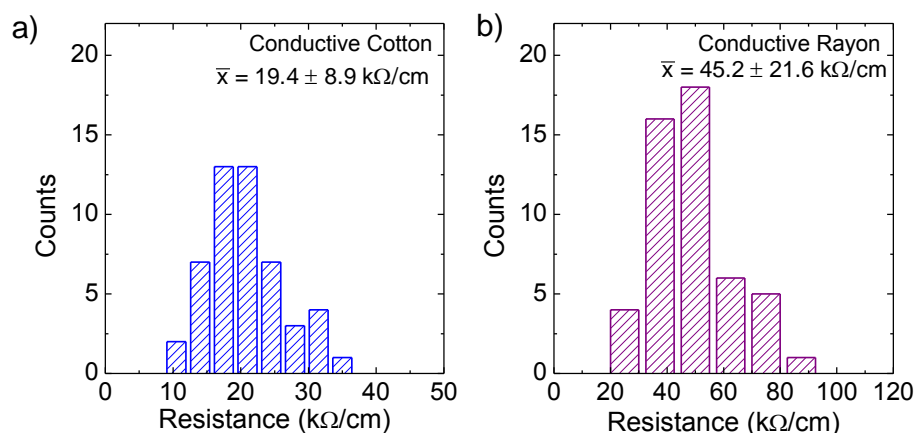 a)
Conductive Cotton
x̅ = 19.4 ± 8.9 kΩ/cm
Counts
20
15
10
5
0
0 10 20 30 40 50
Resistance (kΩ/cm)
b)
Conductive Rayon
x̅ = 45.2 ± 21.6 kΩ/cm
Counts
20
15
10
5
0
0 20 40 60 80 100 120
Resistance (kΩ/cm)